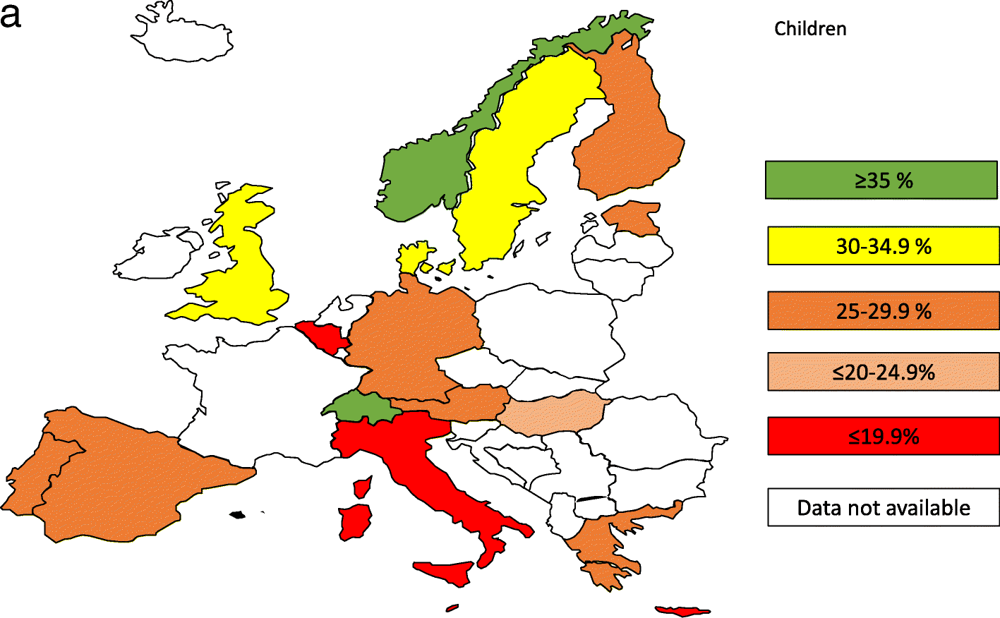 a
Children
≥35 %
30-34.9 %
25-29.9 %
≤20-24.9%
≤19.9%
Data not available